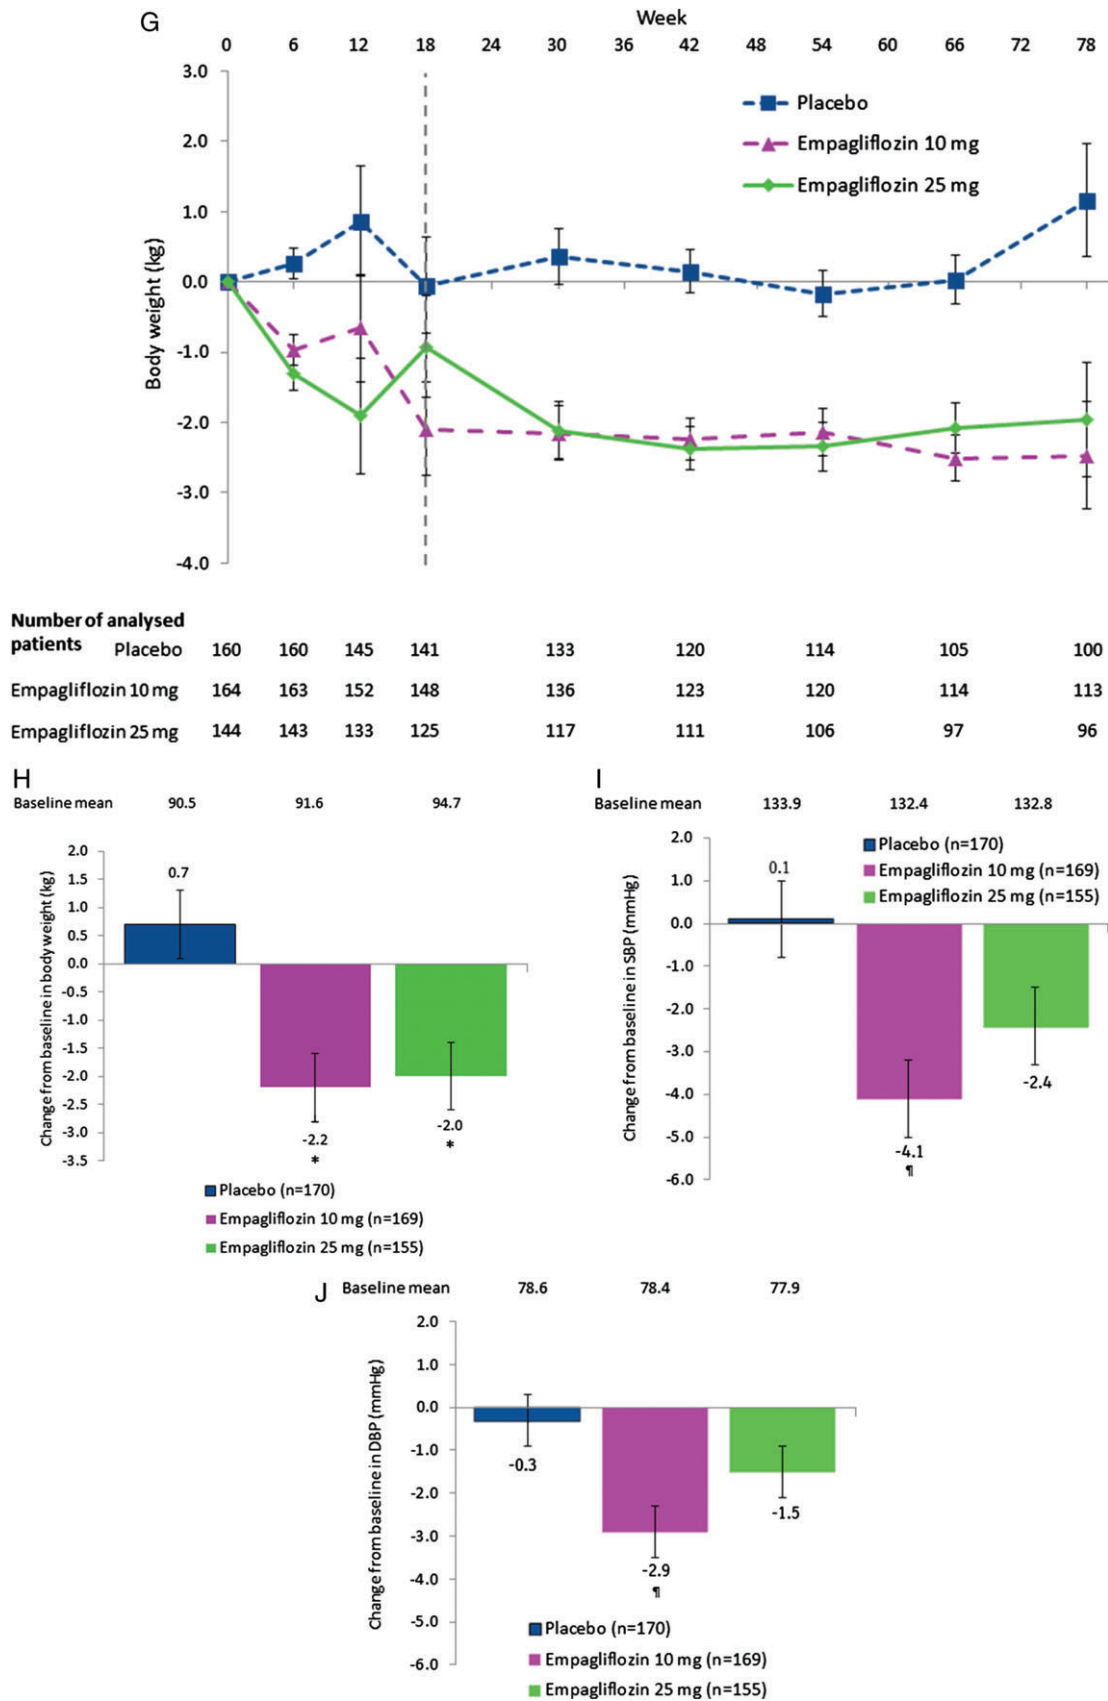 G
Week
0 6 12 18 24 30 36 42 48 54 60 66 72 78
3.0
2.0
1.0
0.0
-1.0
-2.0
-3.0
-4.0
Body weight (kg)
Placebo
Empagliflozin 10 mg
Empagliflozin 25 mg
Number of analysed
patients
Placebo 160 160 145 141 133 120 114 105 100
Empagliflozin 10 mg 164 163 152 148 136 123 120 114 113
Empagliflozin 25 mg 144 143 133 125 117 111 106 97 96
H
Baseline mean 90.5 91.6 94.7
Change from baseline in body weight (kg)
2.0
1.5
1.0
0.5
0.0
-0.5
-1.0
-1.5
-2.0
-2.5
-3.0
-3.5
0.7
-2.2
*
-2.0
*
Placebo (n=170)
Empagliflozin 10 mg (n=169)
Empagliflozin 25 mg (n=155)
I
Baseline mean 133.9 132.4 132.8
Change from baseline in SBP (mmHg)
2.0
1.0
0.0
-1.0
-2.0
-3.0
-4.0
-5.0
-6.0
Placebo (n=170)
Empagliflozin 10 mg (n=169)
Empagliflozin 25 mg (n=155)
0.1
-4.1
¶
-2.4
J
Baseline mean 78.6 78.4 77.9
Change from baseline in DBP (mmHg)
2.0
1.0
0.0
-1.0
-2.0
-3.0
-4.0
-5.0
-6.0
-0.3
-2.9
¶
-1.5
Placebo (n=170)
Empagliflozin 10 mg (n=169)
Empagliflozin 25 mg (n=155)